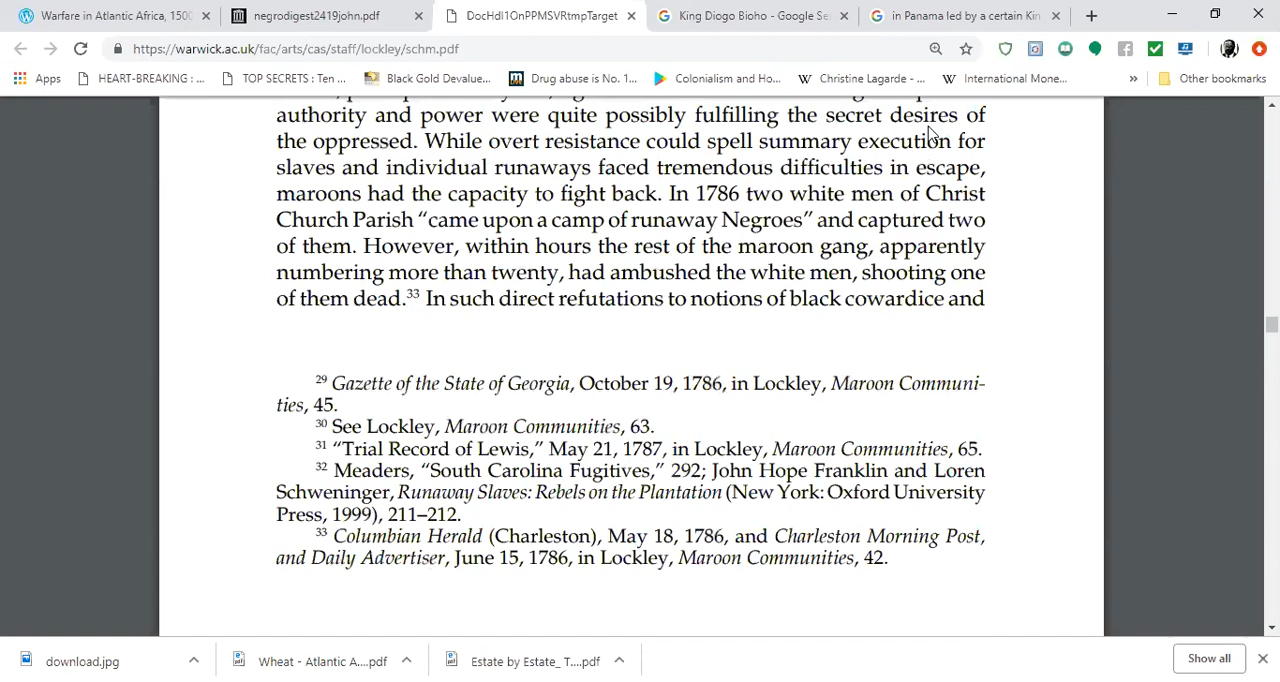 Warfare in Atlantic Africa, 1500
negrodigest2419john.pdf
DocHdl1OnPPMSVRtmpTarget
King Diogo Bioho - Google Se
in Panama led by a certain Kin
https://warwick.ac.uk/fac/arts/cas/staff/lockley/schm.pdf
Apps
HEART-BREAKING : ...
TOP SECRETS : Ten ...
Black Gold Devalue...
Drug abuse is No. 1...
Colonialism and Ho...
Christine Lagarde - ...
International Mone...
»
Other bookmarks
authority and power were quite possibly fulfilling the secret desires of
the oppressed. While overt resistance could spell summary execution for
slaves and individual runaways faced tremendous difficulties in escape,
maroons had the capacity to fight back. In 1786 two white men of Christ
Church Parish “came upon a camp of runaway Negroes” and captured two
of them. However, within hours the rest of the maroon gang, apparently
numbering more than twenty, had ambushed the white men, shooting one
of them dead.³³ In such direct refutations to notions of black cowardice and
²⁹ Gazette of the State of Georgia, October 19, 1786, in Lockley, Maroon Communi-
ties, 45.
³⁰ See Lockley, Maroon Communities, 63.
³¹ “Trial Record of Lewis,” May 21, 1787, in Lockley, Maroon Communities, 65.
³² Meaders, “South Carolina Fugitives,” 292; John Hope Franklin and Loren
Schweninger, Runaway Slaves: Rebels on the Plantation (New York: Oxford University
Press, 1999), 211–212.
³³ Columbian Herald (Charleston), May 18, 1786, and Charleston Morning Post,
and Daily Advertiser, June 15, 1786, in Lockley, Maroon Communities, 42.
download.jpg
Wheat - Atlantic A....pdf
Estate by Estate_ T....pdf
Show all